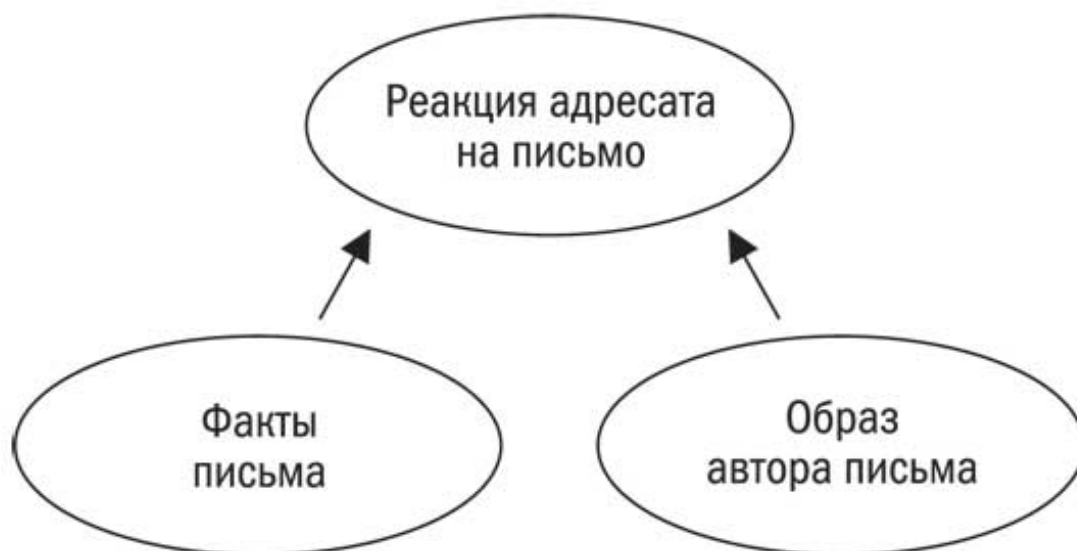 Реакция адресата
на письмо
Факты
письма
Образ
автора письма